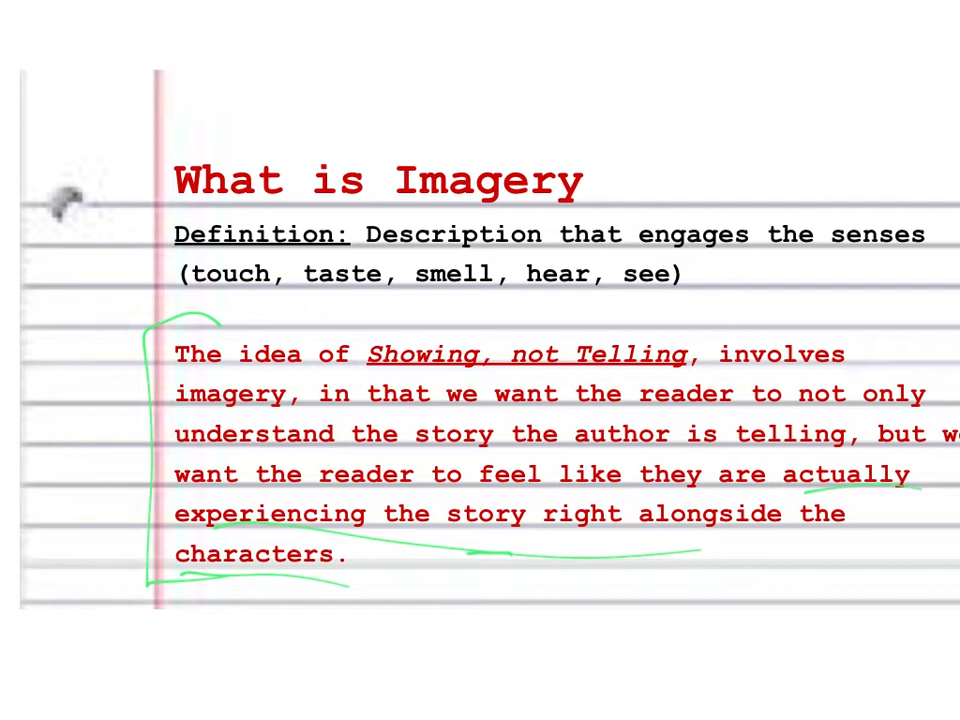 What is Imagery
Definition: Description that engages the senses
(touch, taste, smell, hear, see)
The idea of Showing, not Telling, involves
imagery, in that we want the reader to not only
understand the story the author is telling, but we
want the reader to feel like they are actually
experiencing the story right alongside the
characters.